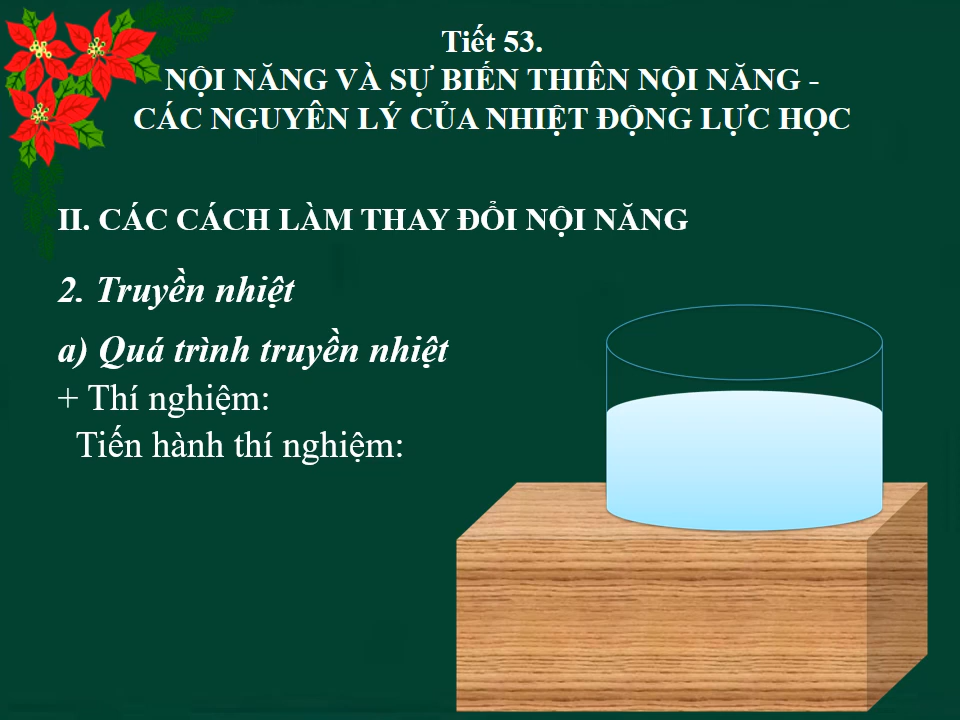 Tiết 53.
NỘI NĂNG VÀ SỰ BIẾN THIÊN NỘI NĂNG -
CÁC NGUYÊN LÝ CỦA NHIỆT ĐỘNG LỰC HỌC
II. CÁC CÁCH LÀM THAY ĐỔI NỘI NĂNG
2. Truyền nhiệt
a) Quá trình truyền nhiệt
+ Thí nghiệm:
Tiến hành thí nghiệm: